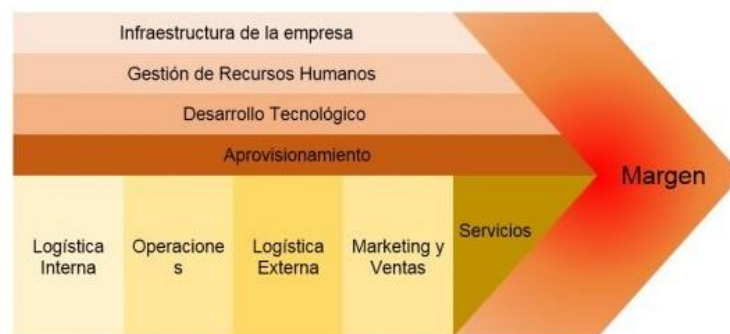 Infraestructura de la empresa
Gestión de Recursos Humanos
Desarrollo Tecnológico
Aprovisionamiento
Margen
Logística
Interna
Operacione
s
Logística
Externa
Marketing y
Ventas
Servicios